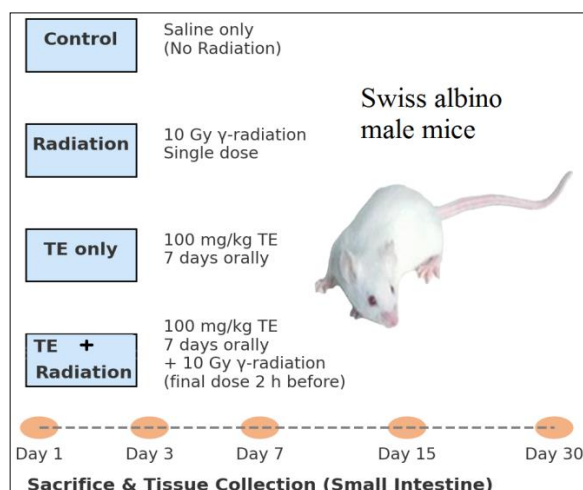 Control
Saline only
(No Radiation)
Swiss albino
male mice
Radiation
10 Gy γ-radiation
Single dose
TE only
100 mg/kg TE
7 days orally
TE +
Radiation
100 mg/kg TE
7 days orally
+ 10 Gy γ-radiation
(final dose 2 h before)
Day 1 Day 3 Day 7 Day 15 Day 30
Sacrifice & Tissue Collection (Small Intestine)